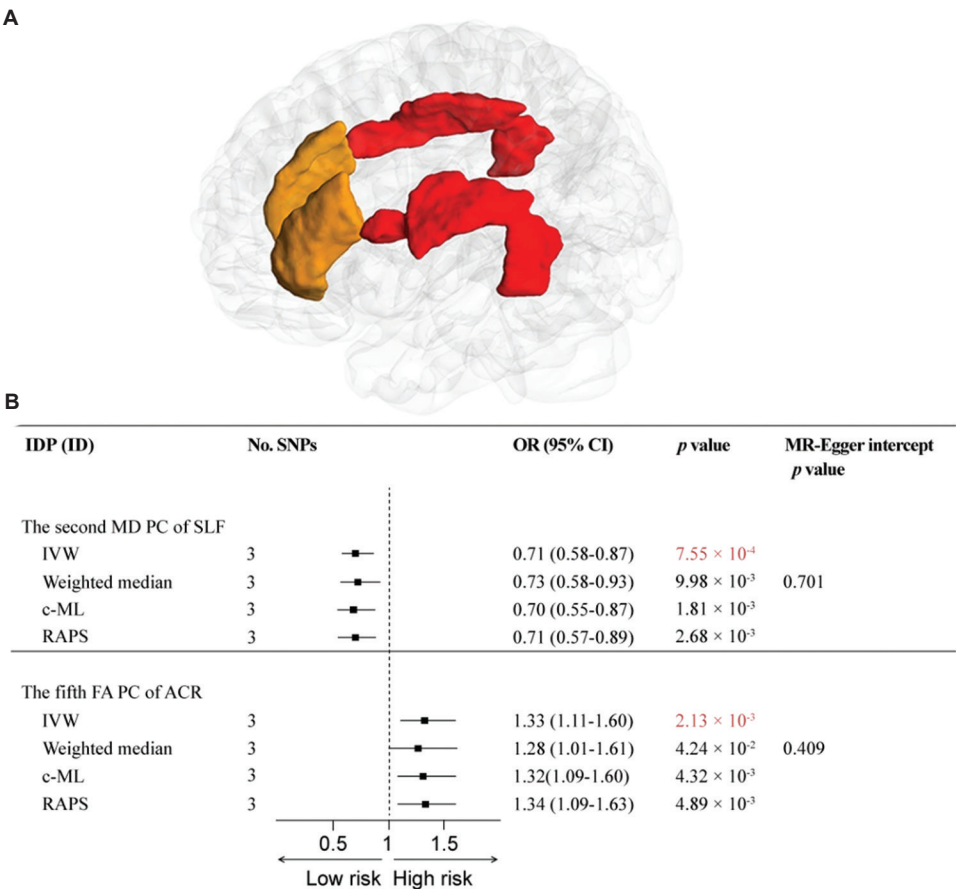 A
B
IDP (ID) No. SNPs OR (95% CI) p value MR-Egger intercept
p value
The second MD PC of SLF
IVW 3 0.71 (0.58-0.87) 7.55 × 10⁻⁴
Weighted median 3 0.73 (0.58-0.93) 9.98 × 10⁻³ 0.701
c-ML 3 0.70 (0.55-0.87) 1.81 × 10⁻³
RAPS 3 0.71 (0.57-0.89) 2.68 × 10⁻³
The fifth FA PC of ACR
IVW 3 1.33 (1.11-1.60) 2.13 × 10⁻³
Weighted median 3 1.28 (1.01-1.61) 4.24 × 10⁻² 0.409
c-ML 3 1.32(1.09-1.60) 4.32 × 10⁻³
RAPS 3 1.34 (1.09-1.63) 4.89 × 10⁻³
0.5 1 1.5
Low risk High risk